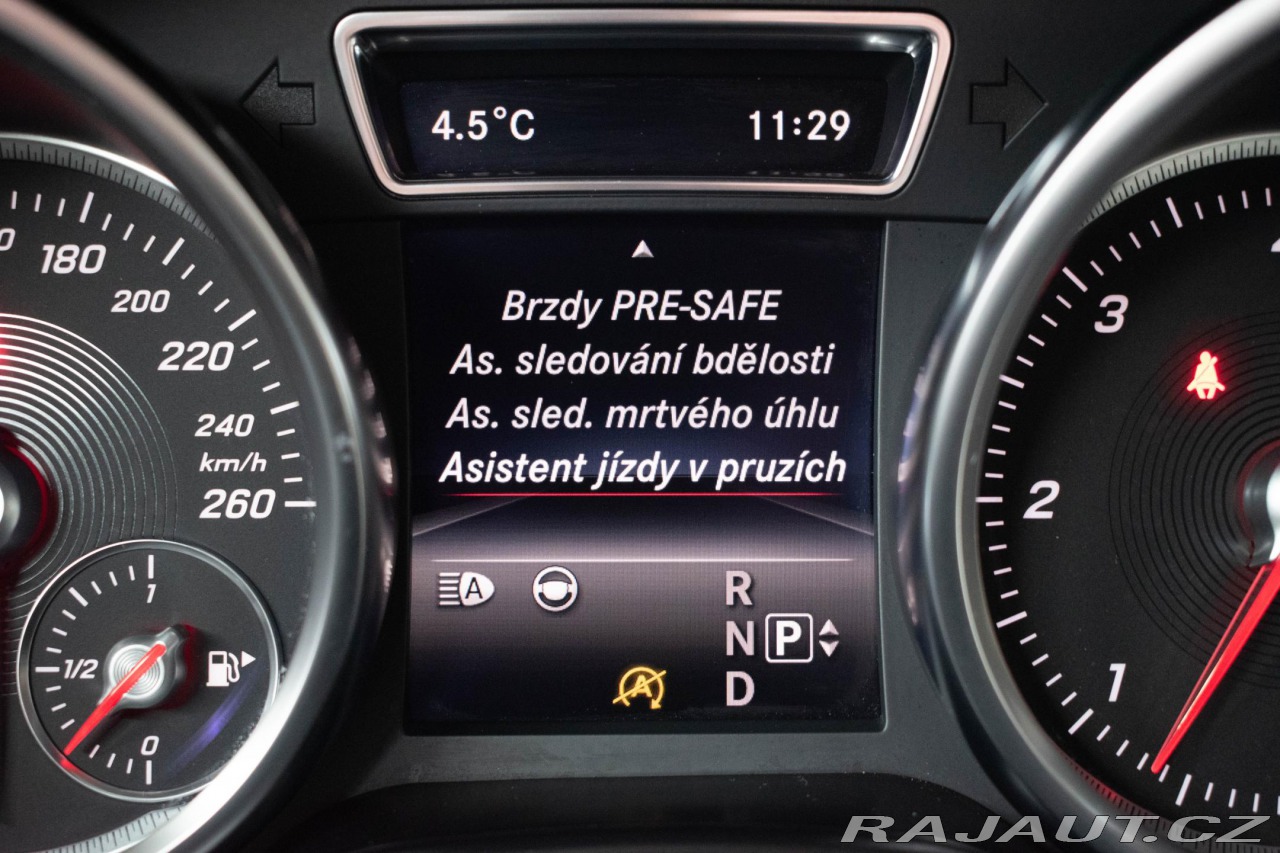 4.5°C 11:29
Brzdy PRE-SAFE
As. sledování bdělosti
As. sled. mrtvého úhlu
Asistent jízdy v pruzích
A
R
N P
D
A
180
200
220
240
km/h
260
1
1/2
0
3
2
1
RAJAUT.CZ